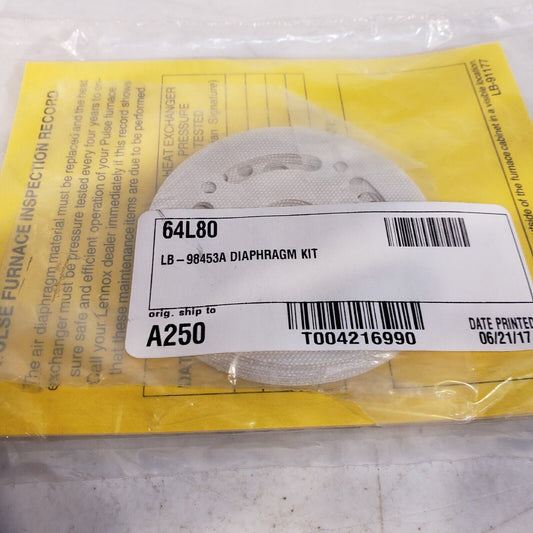 PULSE FURNACE INSPECTION RECORD
The air diaphragm material must be replaced and the heat
exchanger must be pressure tested every four years to en-
sure safe and efficient operation of your Pulse furnace.
Call your Lennox dealer immediately if this record shows
that these maintenance items are due to be performed.
HEAT EXCHANGER
PRESSURE
TESTED
Signature)
outside of the furnace cabinet in a visible location.
LB-91177
64L80
LB-98453A DIAPHRAGM KIT
orig. ship to
A250
T004216990
DATE PRINTED
06/21/17